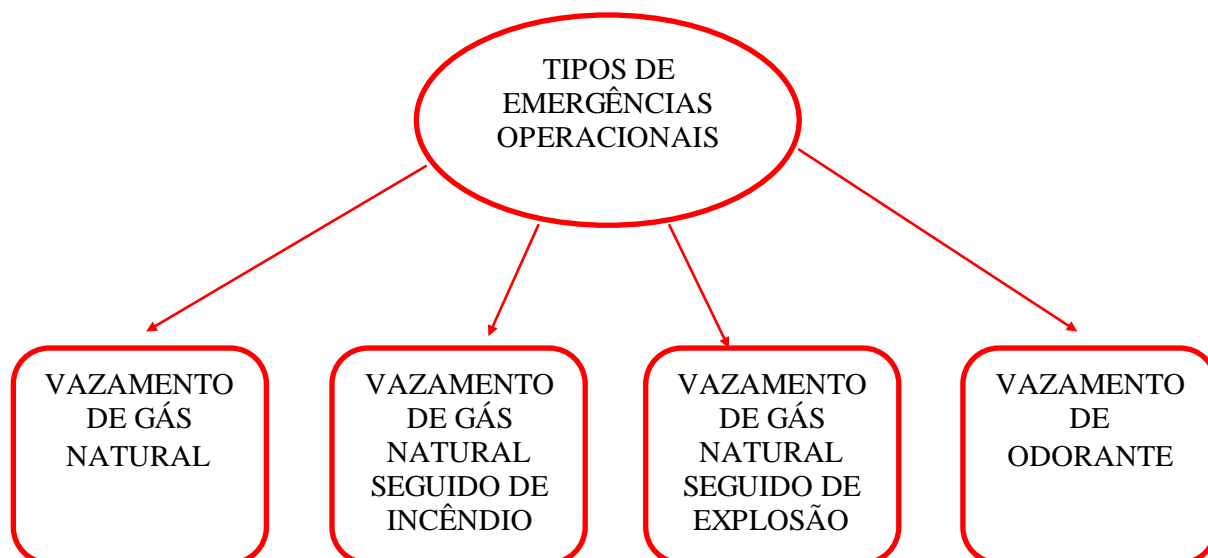 TIPOS DE
EMERGÊNCIAS
OPERACIONAIS
VAZAMENTO
DE GÁS
NATURAL
VAZAMENTO
DE GÁS
NATURAL
SEGUIDO DE
INCÊNDIO
VAZAMENTO
DE GÁS
NATURAL
SEGUIDO DE
EXPLOSÃO
VAZAMENTO
DE
ODORANTE